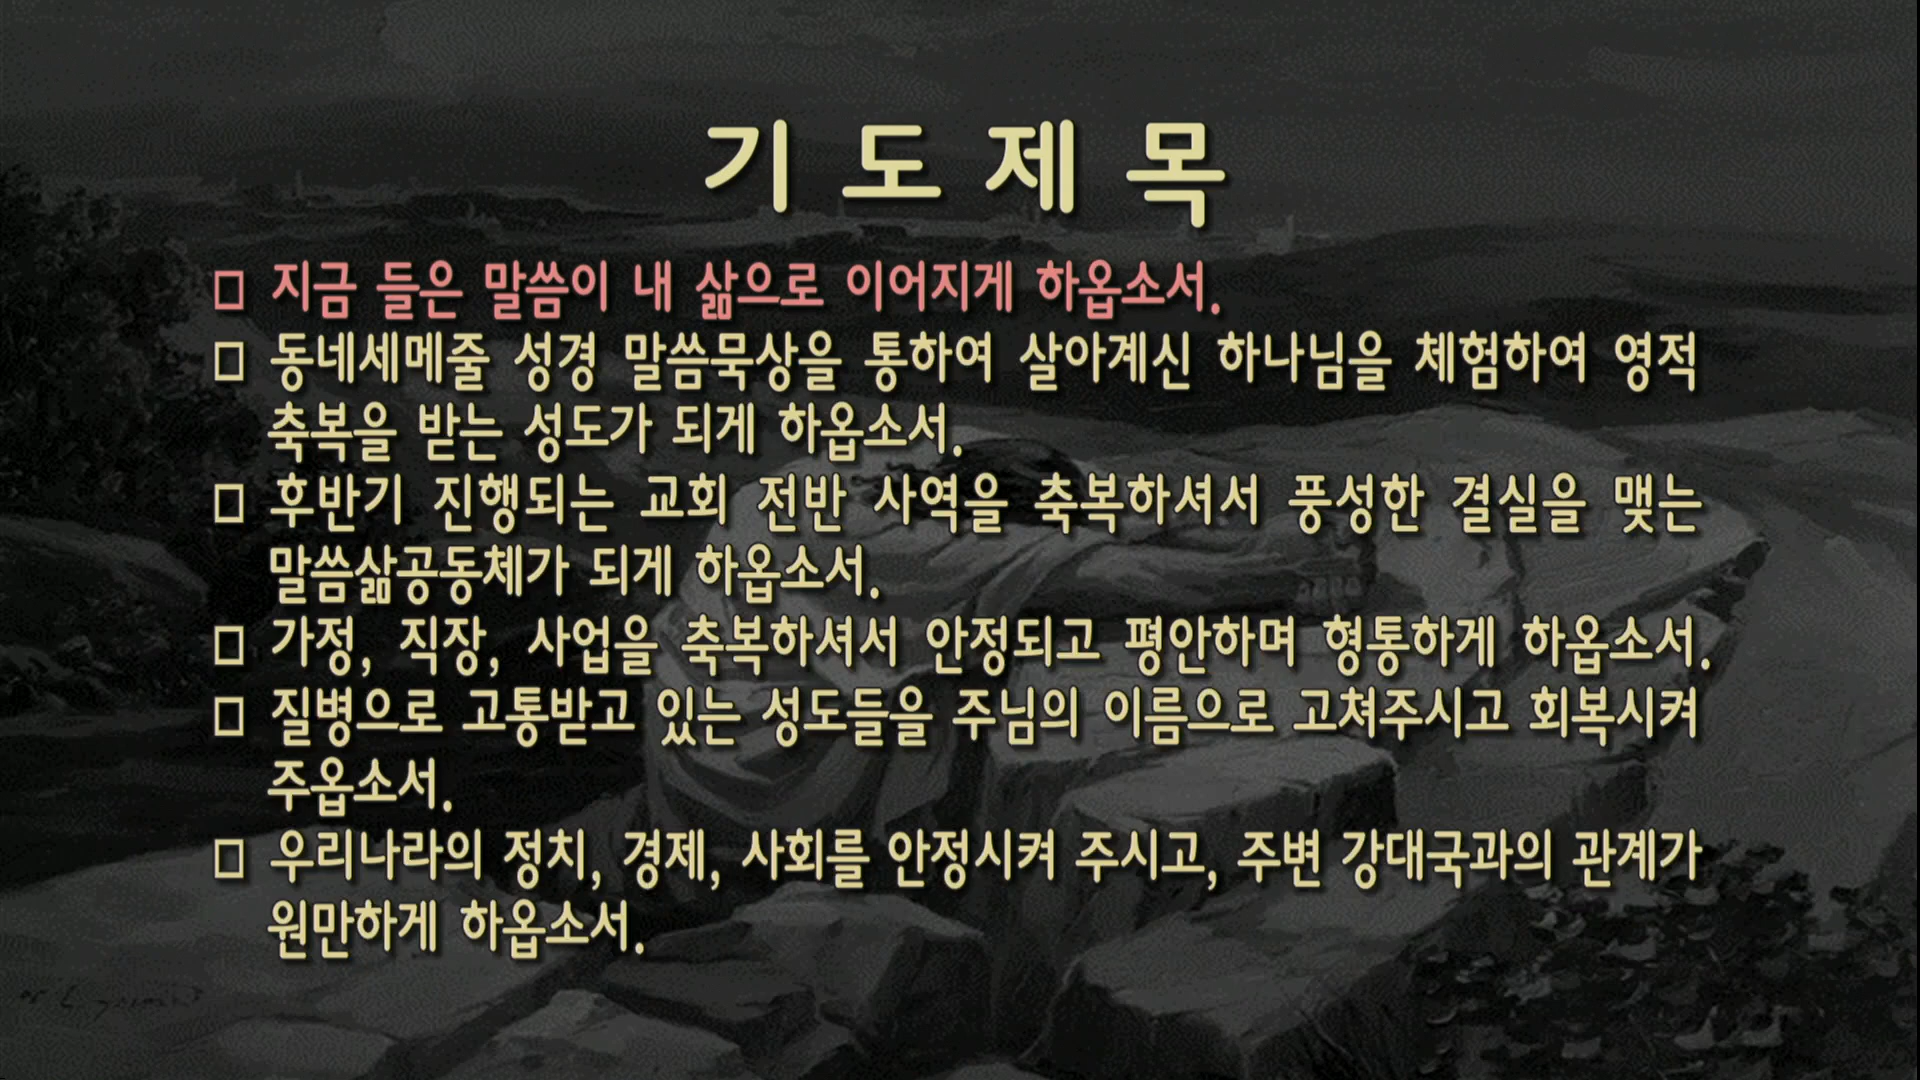 기도제목
□ 지금 들은 말씀이 내 삶으로 이어지게 하옵소서.
□ 동네세메줄 성경 말씀묵상을 통하여 살아계신 하나님을 체험하여 영적
축복을 받는 성도가 되게 하옵소서.
□ 후반기 진행되는 교회 전반 사역을 축복하셔서 풍성한 결실을 맺는
말씀삶공동체가 되게 하옵소서.
□ 가정, 직장, 사업을 축복하셔서 안정되고 평안하며 형통하게 하옵소서.
□ 질병으로 고통받고 있는 성도들을 주님의 이름으로 고쳐주시고 회복시켜
주옵소서.
□ 우리나라의 정치, 경제, 사회를 안정시켜 주시고, 주변 강대국과의 관계가
원만하게 하옵소서.